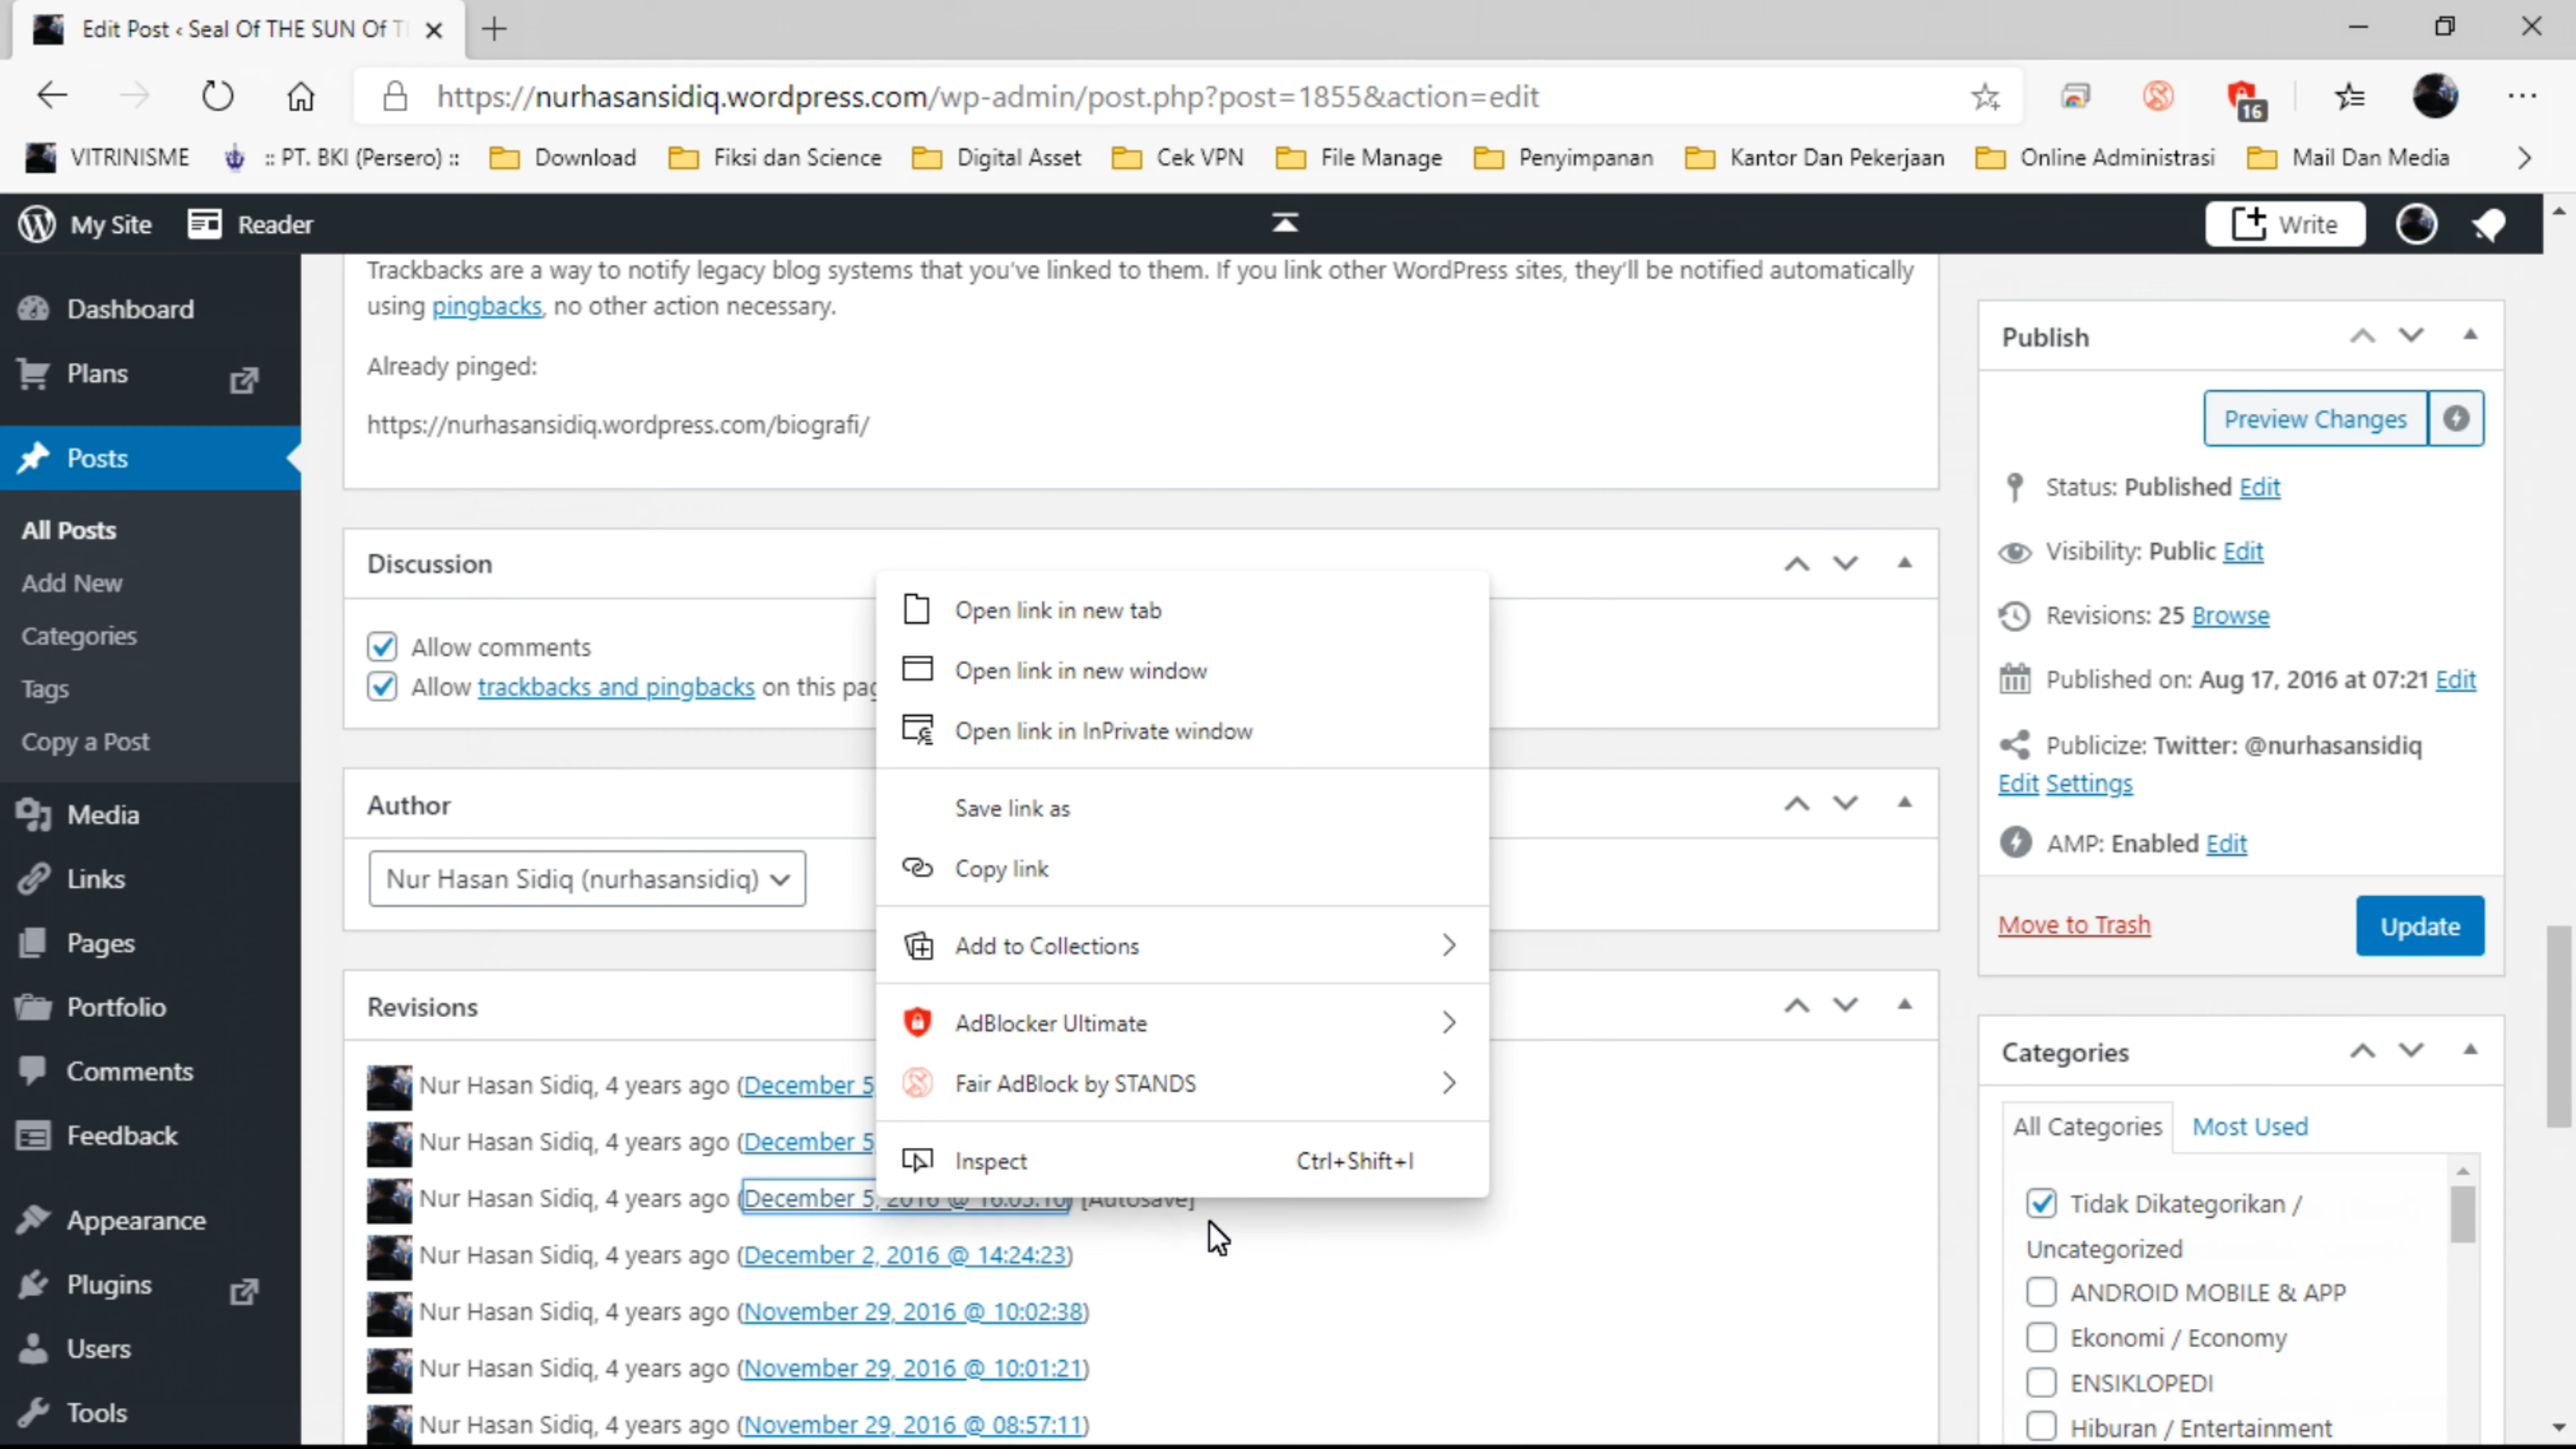 Edit Post ‹ Seal Of THE SUN Of T
https://nurhasansidiq.wordpress.com/wp-admin/post.php?post=1855&action=edit
16
VITRINISME
:: PT. BKI (Persero) ::
Download
Fiksi dan Science
Digital Asset
Cek VPN
File Manage
Penyimpanan
Kantor Dan Pekerjaan
Online Administrasi
Mail Dan Media
My Site
Reader
Write
Dashboard
Plans
Posts
All Posts
Add New
Categories
Tags
Copy a Post
Media
Links
Pages
Portfolio
Comments
Feedback
Appearance
Plugins
Users
Tools
Trackbacks are a way to notify legacy blog systems that you've linked to them. If you link other WordPress sites, they'll be notified automatically
using pingbacks, no other action necessary.
Already pinged:
https://nurhasansidiq.wordpress.com/biografi/
Discussion
Allow comments
Allow trackbacks and pingbacks on this pag
Author
Nur Hasan Sidiq (nurhasansidiq)
Revisions
Nur Hasan Sidiq, 4 years ago (December 5
Nur Hasan Sidiq, 4 years ago (December 5
Nur Hasan Sidiq, 4 years ago (December 5, 2016 @ 16:05:10) [Autosave]
Nur Hasan Sidiq, 4 years ago (December 2, 2016 @ 14:24:23)
Nur Hasan Sidiq, 4 years ago (November 29, 2016 @ 10:02:38)
Nur Hasan Sidiq, 4 years ago (November 29, 2016 @ 10:01:21)
Nur Hasan Sidiq, 4 years ago (November 29, 2016 @ 08:57:11)
Open link in new tab
Open link in new window
Open link in InPrivate window
Save link as
Copy link
Add to Collections
AdBlocker Ultimate
Fair AdBlock by STANDS
Inspect Ctrl+Shift+I
Publish
Preview Changes
Status: Published Edit
Visibility: Public Edit
Revisions: 25 Browse
Published on: Aug 17, 2016 at 07:21 Edit
Publicize: Twitter: @nurhasansidiq
Edit Settings
AMP: Enabled Edit
Move to Trash
Update
Categories
All Categories
Most Used
Tidak Dikategorikan /
Uncategorized
ANDROID MOBILE & APP
Ekonomi / Economy
ENSIKLOPEDI
Hiburan / Entertainment